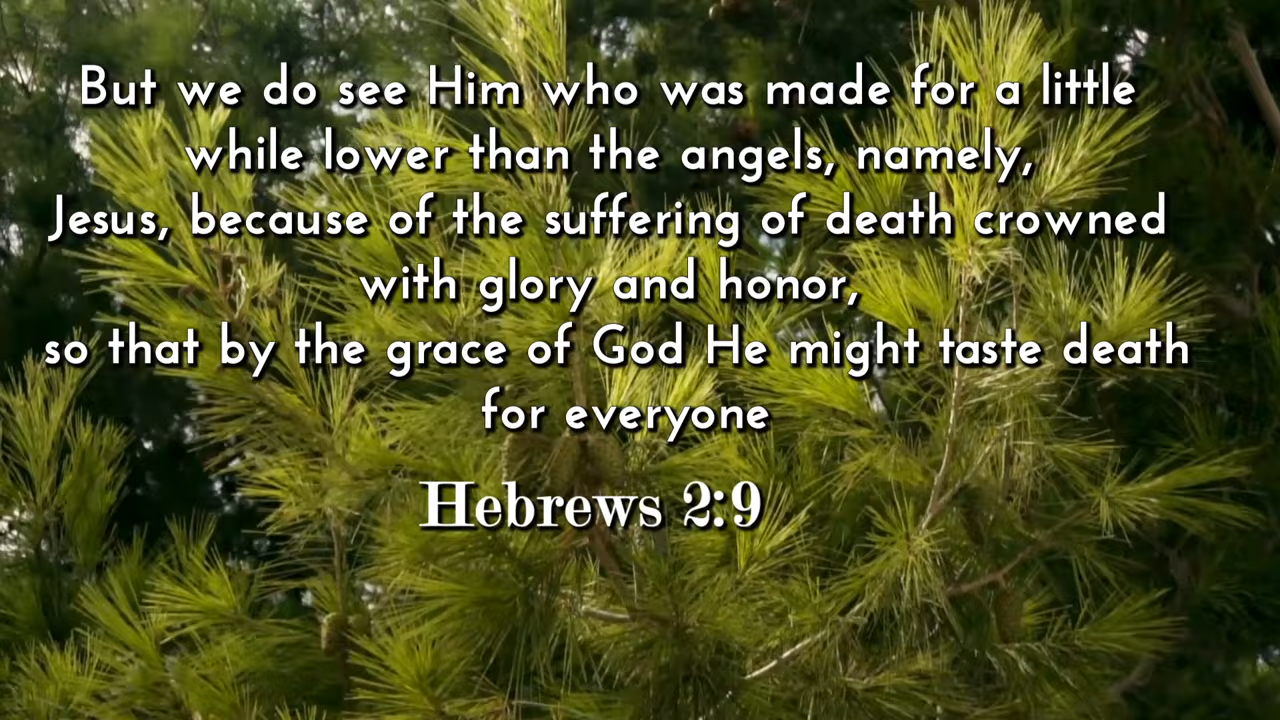 But we do see Him who was made for a little
while lower than the angels, namely,
Jesus, because of the suffering of death crowned
with glory and honor,
so that by the grace of God He might taste death
for everyone
Hebrews 2:9